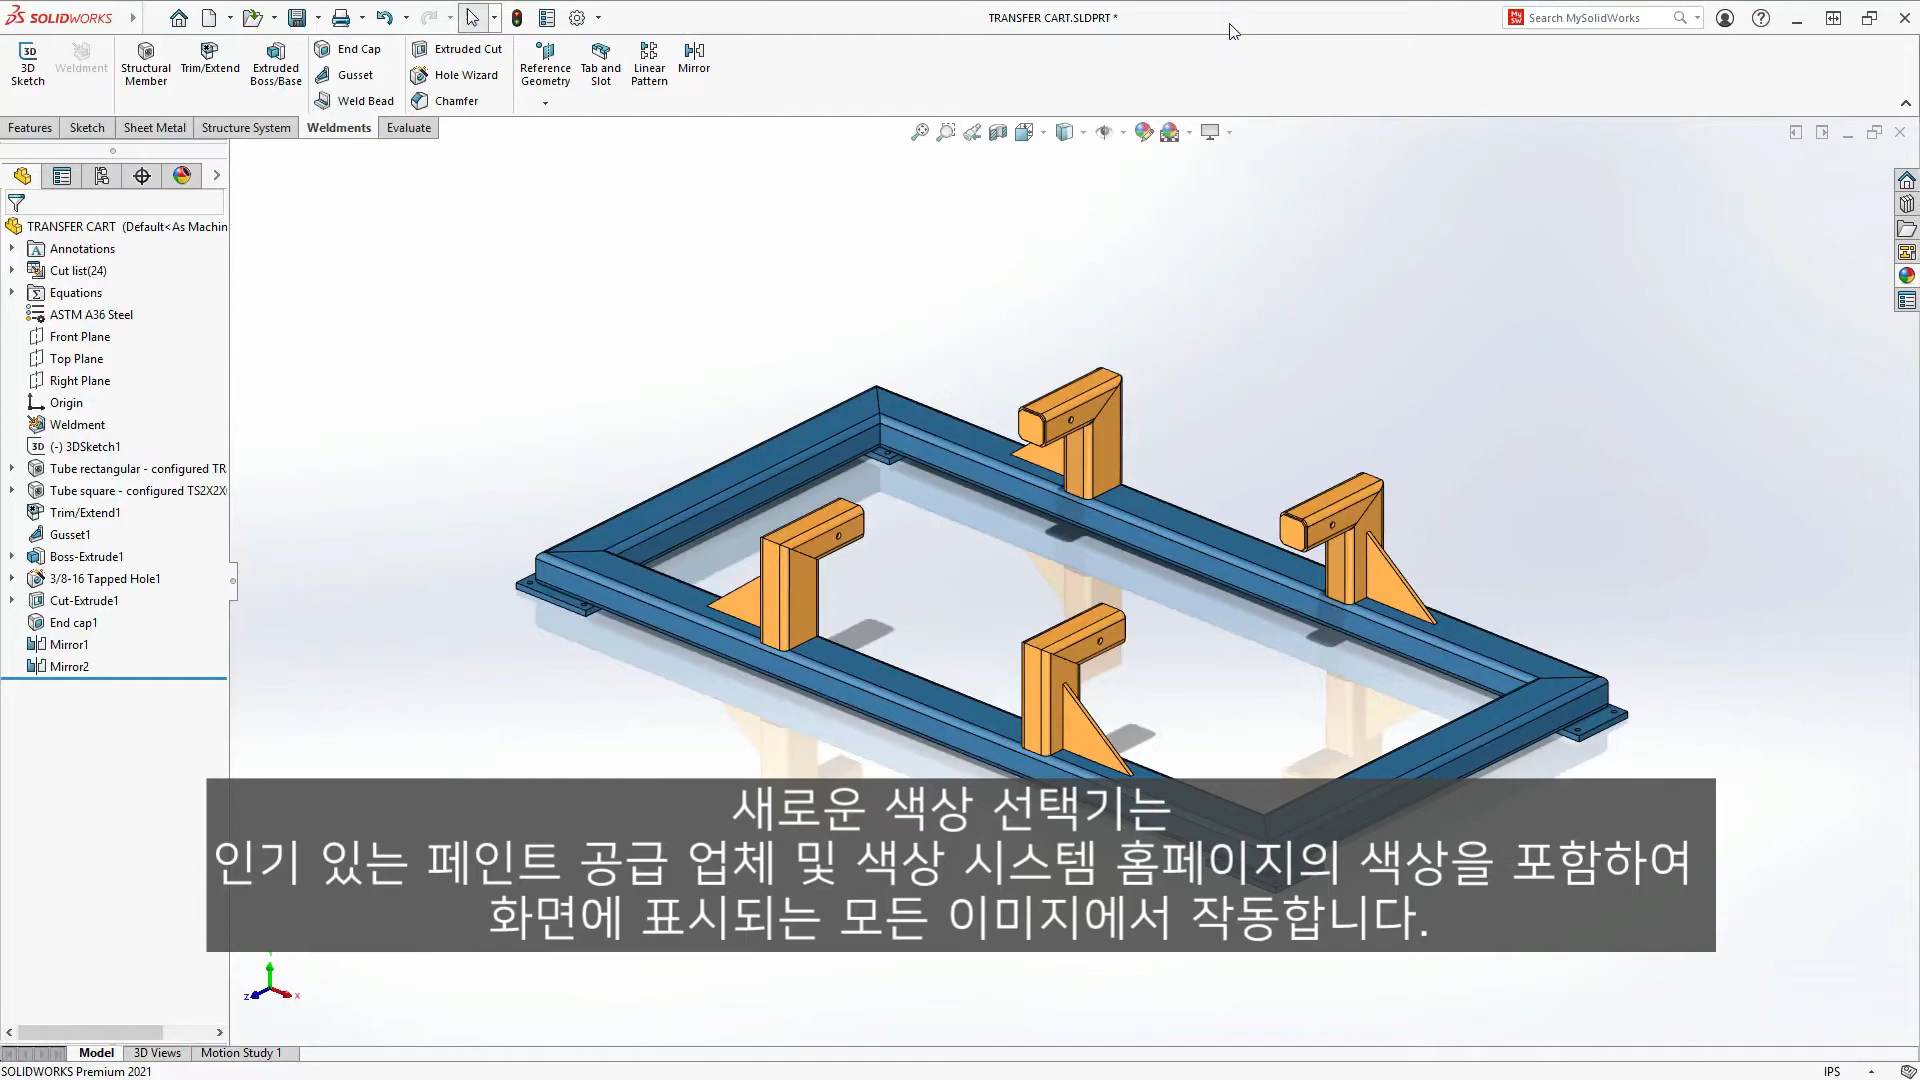 SOLIDWORKS
TRANSFER CART.SLDPRT *
Search MySolidWorks
3D Sketch
Weldment
Structural Member
Trim/Extend
Extruded Boss/Base
End Cap
Gusset
Weld Bead
Extruded Cut
Hole Wizard
Chamfer
Reference Geometry
Tab and Slot
Linear Pattern
Mirror
Features
Sketch
Sheet Metal
Structure System
Weldments
Evaluate
TRANSFER CART (Default<As Machin
Annotations
Cut list(24)
Equations
ASTM A36 Steel
Front Plane
Top Plane
Right Plane
Origin
Weldment
3D (-) 3DSketch1
Tube rectangular - configured TR
Tube square - configured TS2X2X
Trim/Extend1
Gusset1
Boss-Extrude1
3/8-16 Tapped Hole1
Cut-Extrude1
End cap1
Mirror1
Mirror2
새로운 색상 선택기는
인기 있는 페인트 공급 업체 및 색상 시스템 홈페이지의 색상을 포함하여
화면에 표시되는 모든 이미지에서 작동합니다.
Y
Z
X
Model
3D Views
Motion Study 1
SOLIDWORKS Premium 2021
IPS